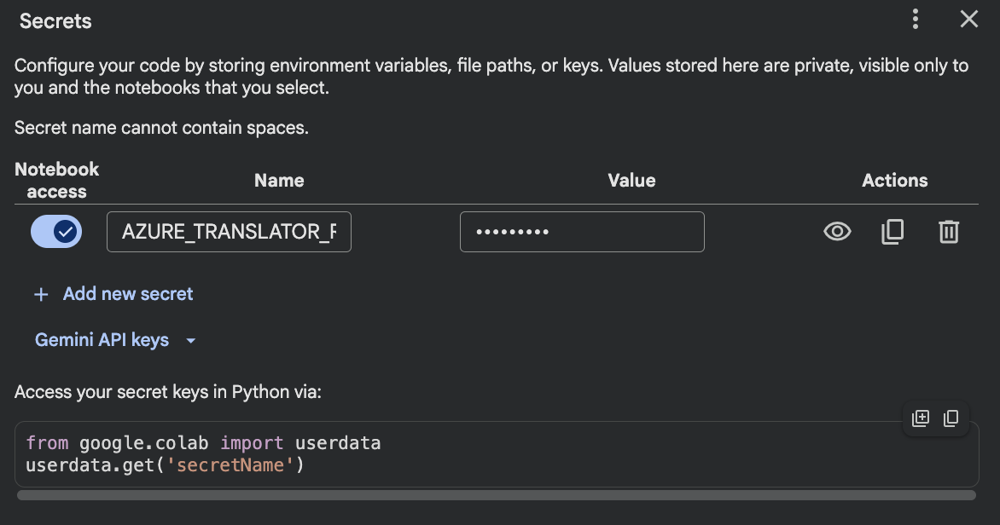 Secrets
Configure your code by storing environment variables, file paths, or keys. Values stored here are private, visible only to
you and the notebooks that you select.
Secret name cannot contain spaces.
Notebook access Name Value Actions
AZURE_TRANSLATOR_ •••••••••
+ Add new secret
Gemini API keys
Access your secret keys in Python via:
from google.colab import userdata
userdata.get('secretName')